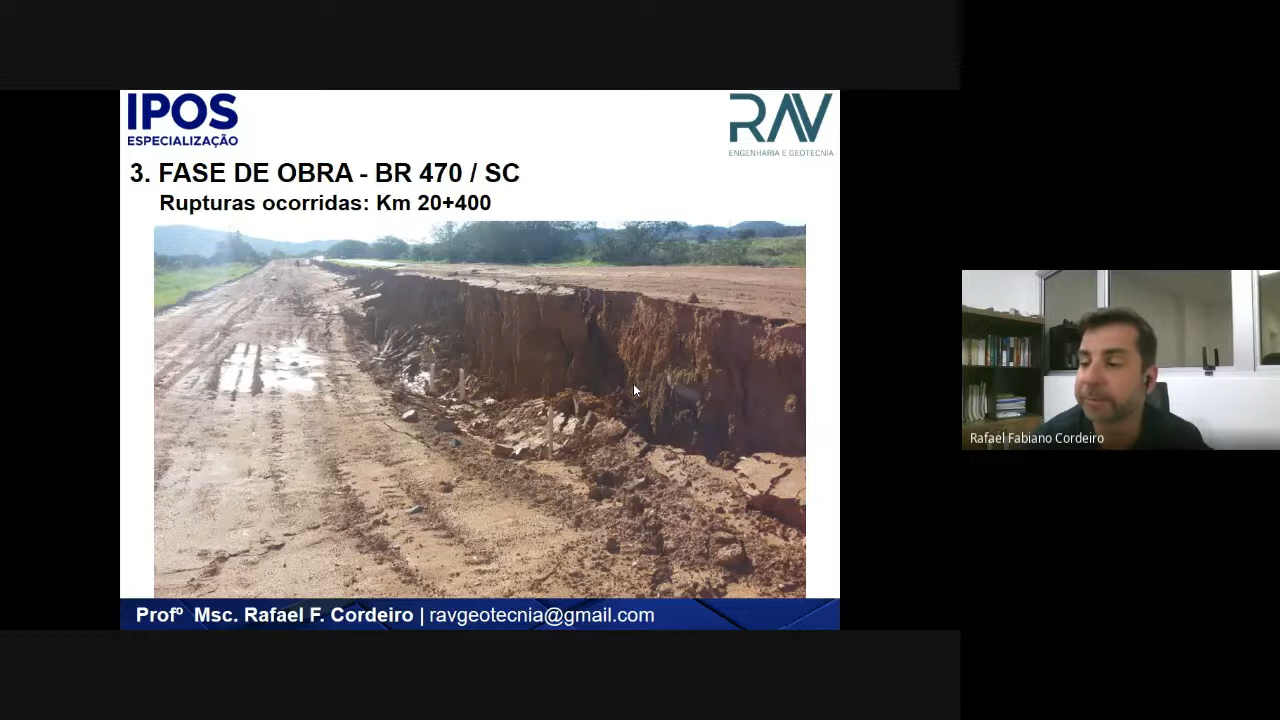 IPOS
ESPECIALIZAÇÃO
RAV
ENGENHARIA E GEOTECNIA
3. FASE DE OBRA - BR 470 / SC
Rupturas ocorridas: Km 20+400
Rafael Fabiano Cordeiro
Profº Msc. Rafael F. Cordeiro | ravgeotecnia@gmail.com